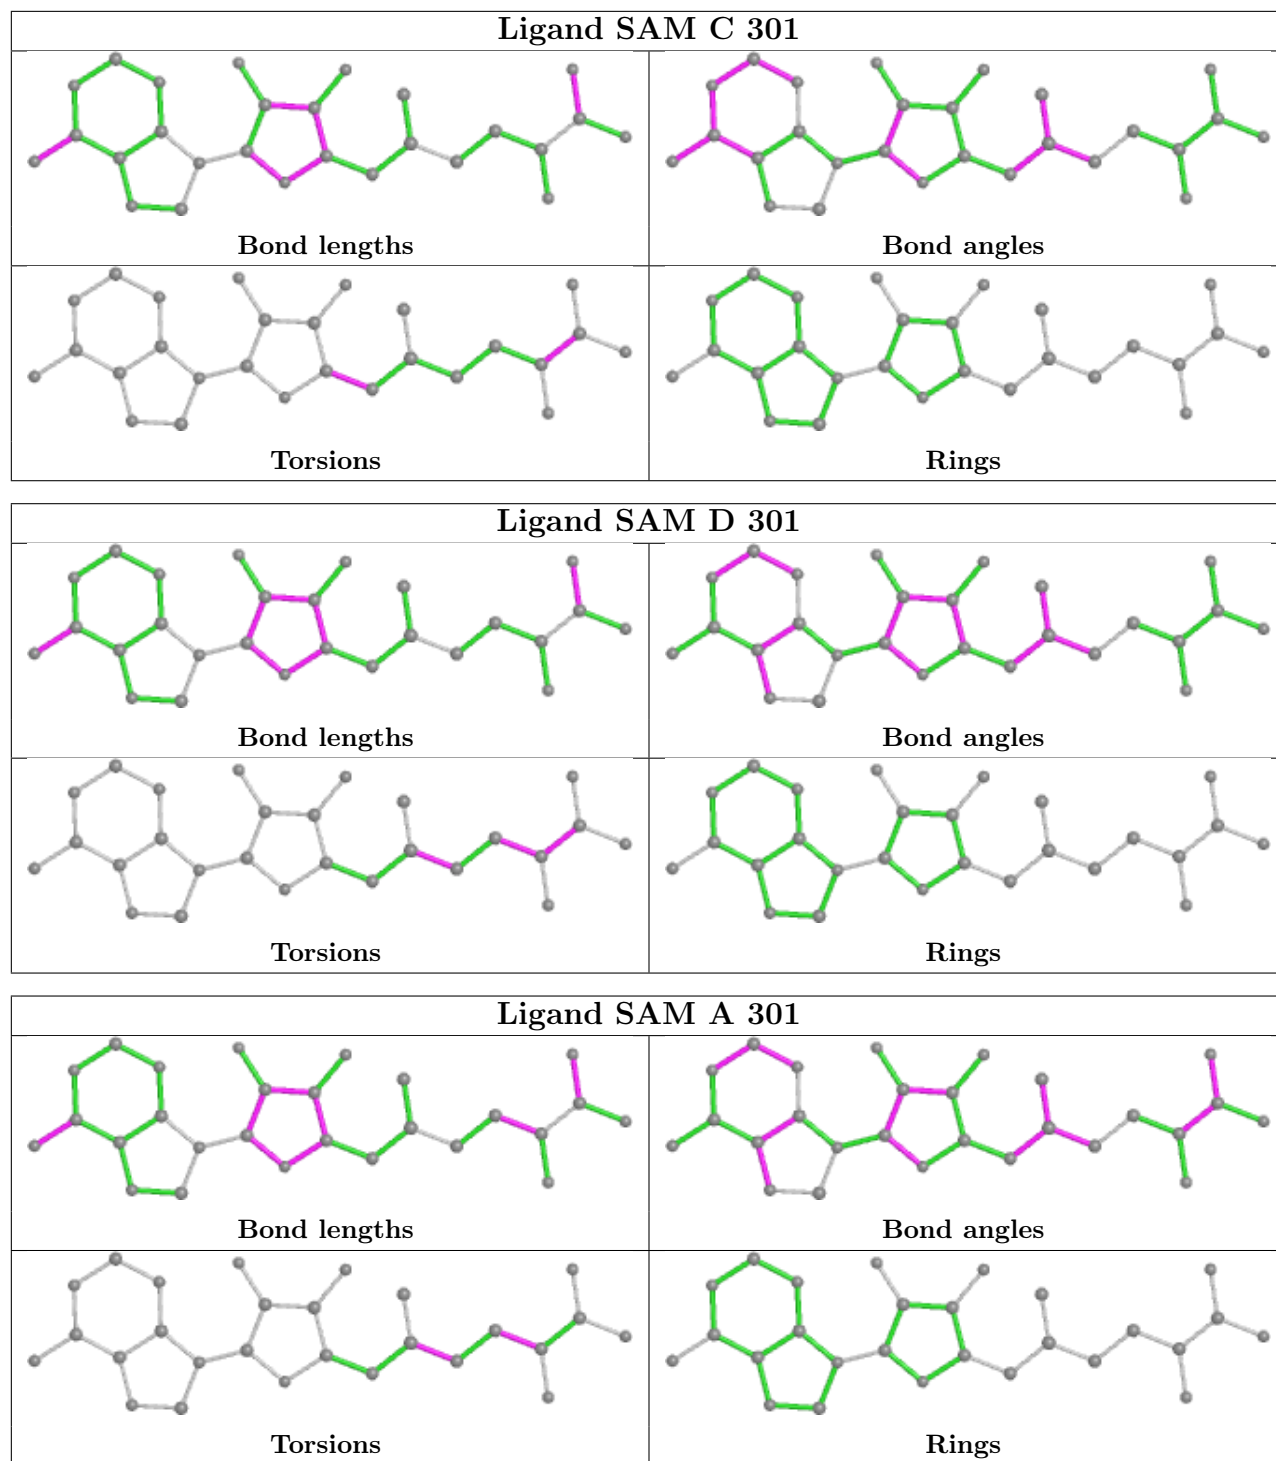 Ligand SAM C 301
Bond lengths
Bond angles
Torsions
Rings
Ligand SAM D 301
Bond lengths
Bond angles
Torsions
Rings
Ligand SAM A 301
Bond lengths
Bond angles
Torsions
Rings